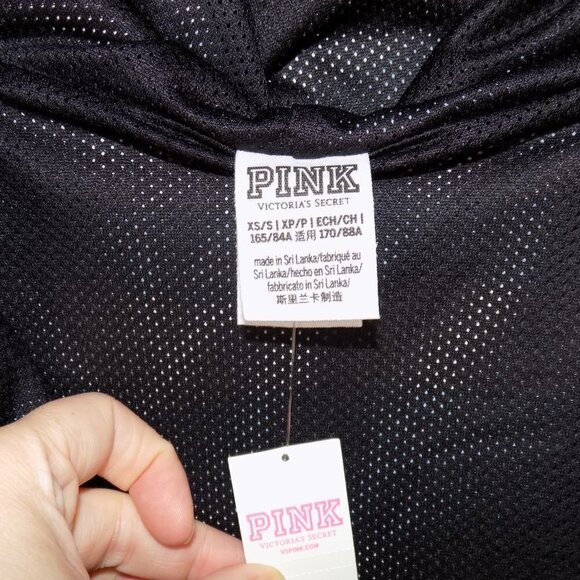 PINK
VICTORIA'S SECRET
XS/S | XP/P | ECH/CH |
165/84A 适用 170/88A
made in Sri Lanka/fabriqué au
Sri Lanka/hecho en Sri Lanka/
fabbricato in Sri Lanka/
斯里兰卡制造
PINK
VICTORIA'S SECRET
VSPINK.COM